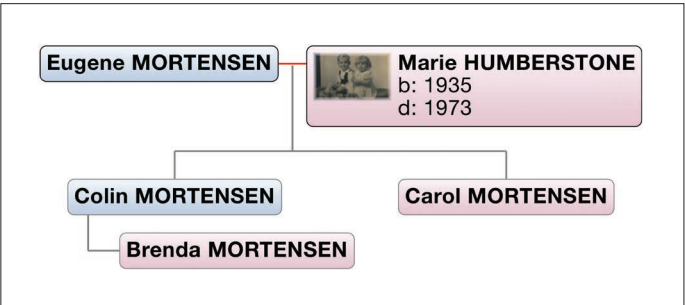 Eugene MORTENSEN
Marie HUMBERSTONE
b: 1935
d: 1973
Colin MORTENSEN
Carol MORTENSEN
Brenda MORTENSEN